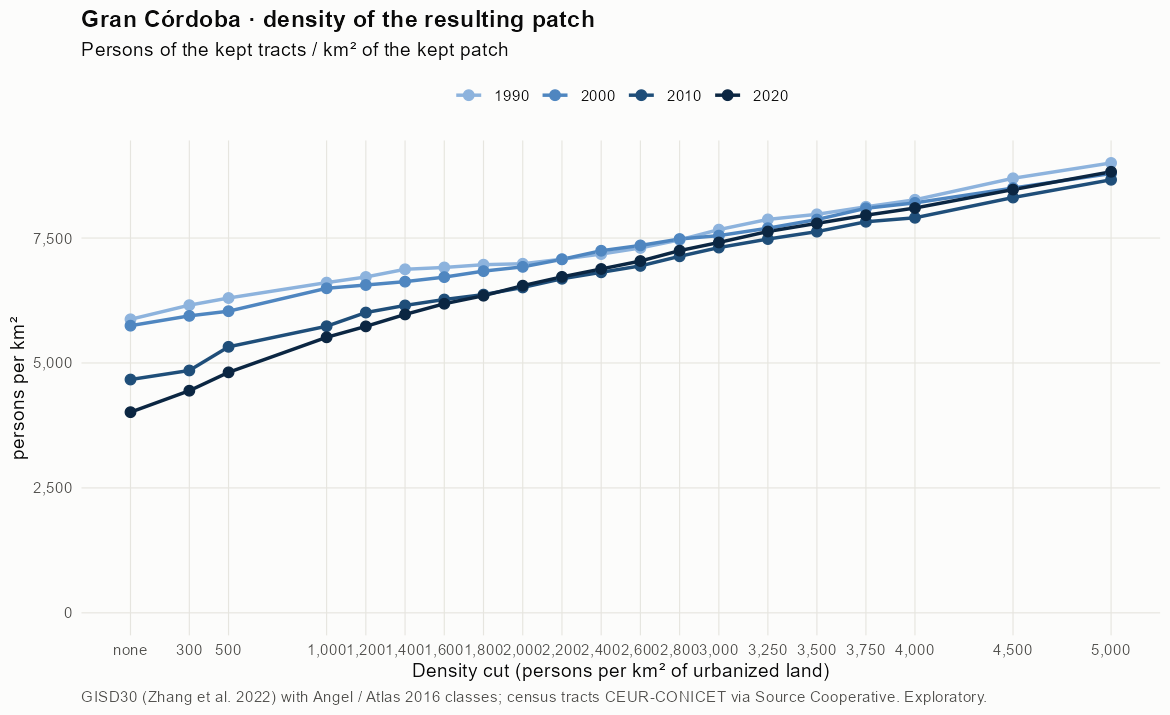 Gran Córdoba · density of the resulting patch
Persons of the kept tracts / km² of the kept patch
1990 2000 2010 2020
7,500
5,000
2,500
0
persons per km²
none 300 500 1,000 1,200 1,400 1,600 1,800 2,000 2,200 2,400 2,600 2,800 3,000 3,250 3,500 3,750 4,000 4,500 5,000
Density cut (persons per km² of urbanized land)
GISD30 (Zhang et al. 2022) with Angel / Atlas 2016 classes; census tracts CEUR-CONICET via Source Cooperative. Exploratory.